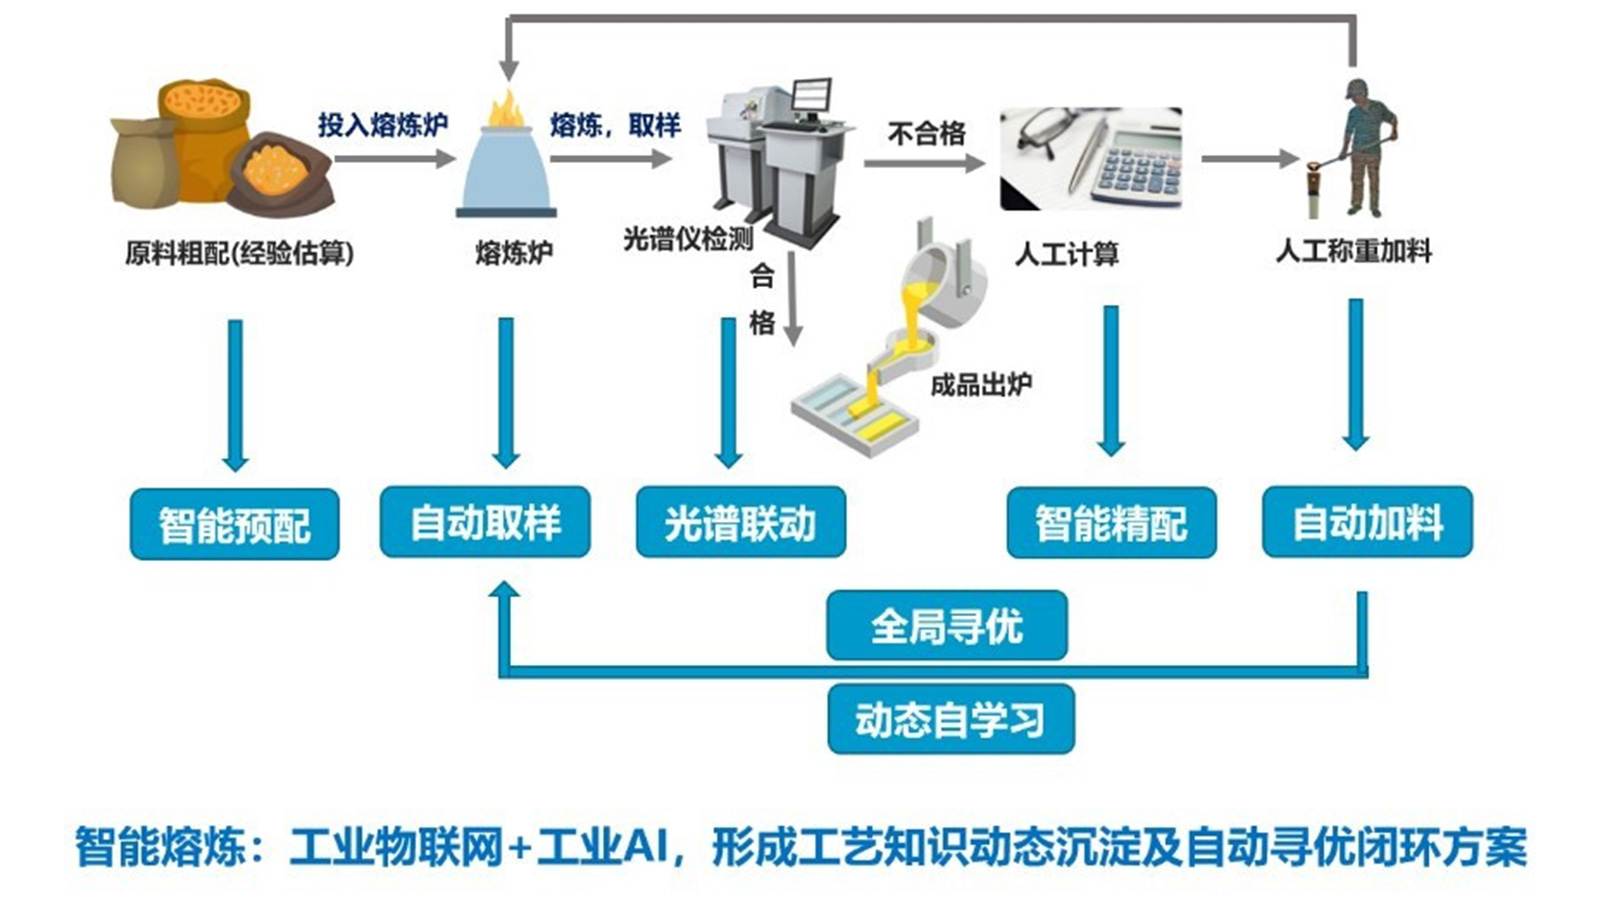 投入熔炼炉
熔炼，取样
不合格
原料粗配(经验估算)
熔炼炉
光谱仪检测
合
格
人工计算
人工称重加料
成品出炉
智能预配
自动取样
光谱联动
智能精配
自动加料
全局寻优
动态自学习
智能熔炼：工业物联网+工业AI，形成工艺知识动态沉淀及自动寻优闭环方案